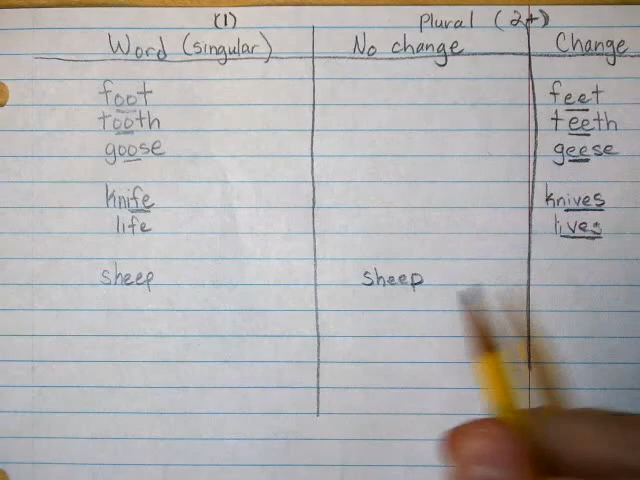 (1) Plural (2+)
Word (singular) No change Change
foot feet
tooth teeth
goose geese
knife knives
life lives
sheep sheep